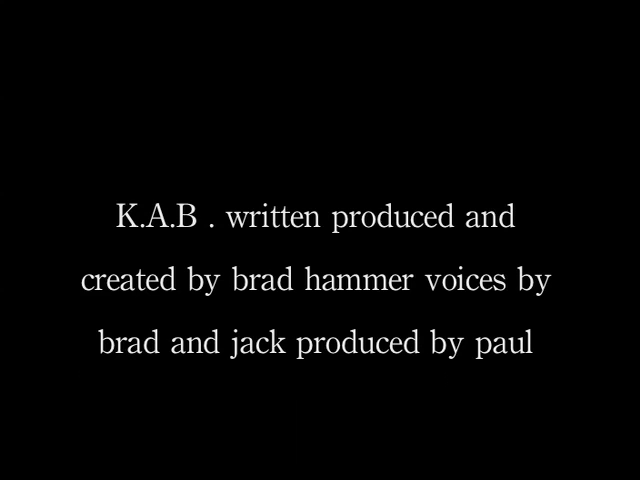 K.A.B . written produced and
created by brad hammer voices by
brad and jack produced by paul